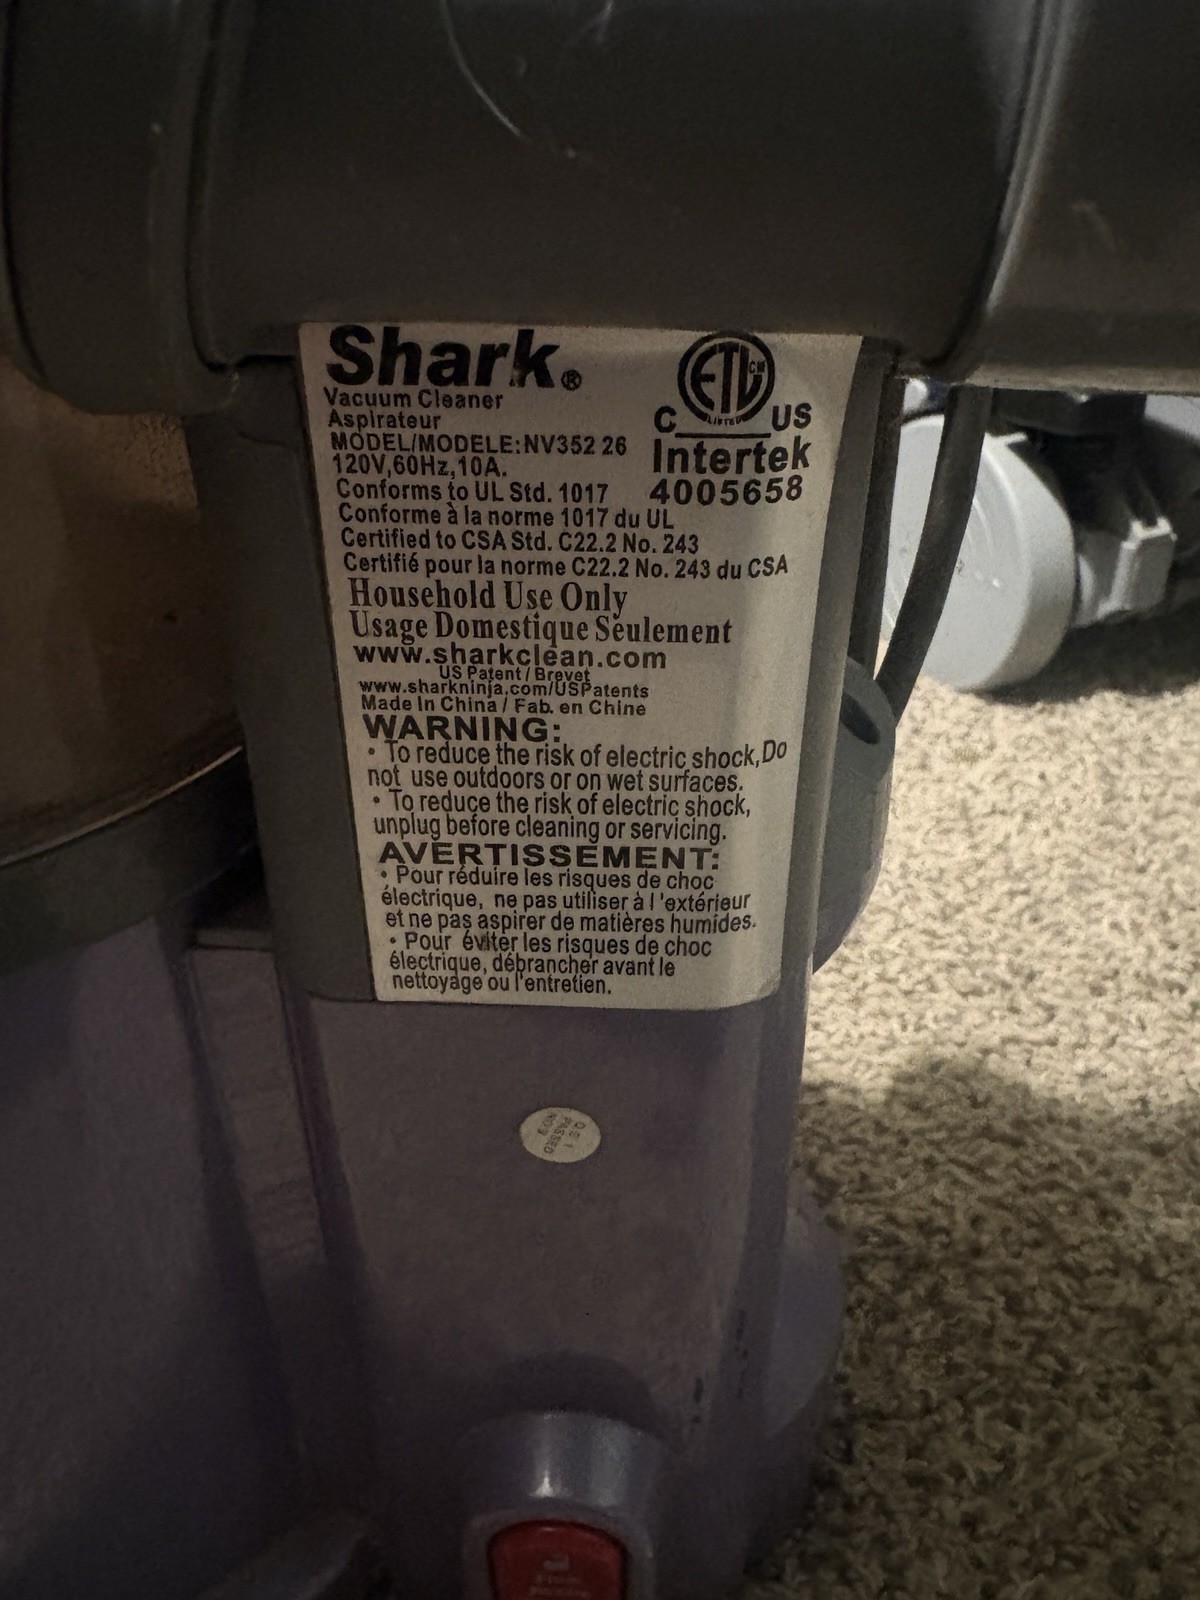 Shark®
Vacuum Cleaner
Aspirateur
MODEL/MODELE:NV352 26
120V,60Hz,10A.
Conforms to UL Std. 1017
ETL CM
LISTED
C US
Intertek
4005658
Conforme à la norme 1017 du UL
Certified to CSA Std. C22.2 No. 243
Certifié pour la norme C22.2 No. 243 du CSA
Household Use Only
Usage Domestique Seulement
www.sharkclean.com
US Patent / Brevet
www.sharkninja.com/USPatents
Made In China / Fab. en Chine
WARNING:
• To reduce the risk of electric shock, Do
not use outdoors or on wet surfaces.
• To reduce the risk of electric shock,
unplug before cleaning or servicing.
AVERTISSEMENT:
• Pour réduire les risques de choc
électrique, ne pas utiliser à l 'extérieur
et ne pas aspirer de matières humides.
• Pour éviter les risques de choc
électrique, débrancher avant le
nettoyage ou l'entretien.
PASSED